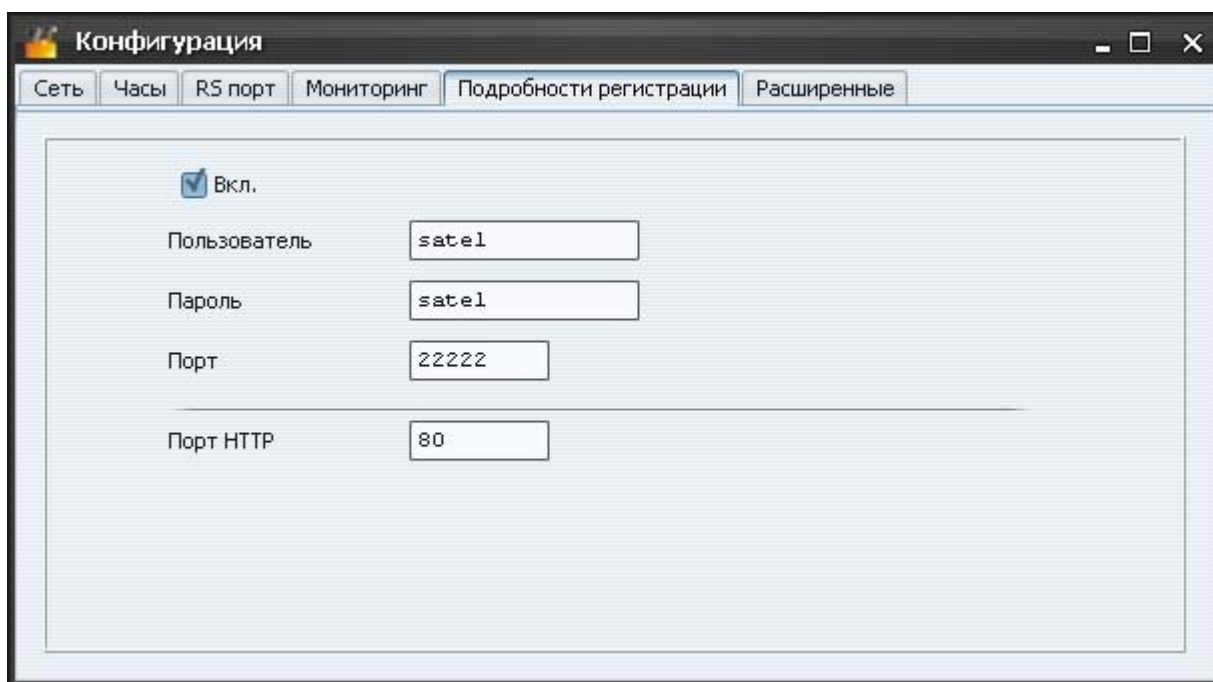 Конфигурация
Сеть Часы RS порт Мониторинг Подробности регистрации Расширенные
Вкл.
Пользователь satel
Пароль satel
Порт 22222
Порт HTTP 80